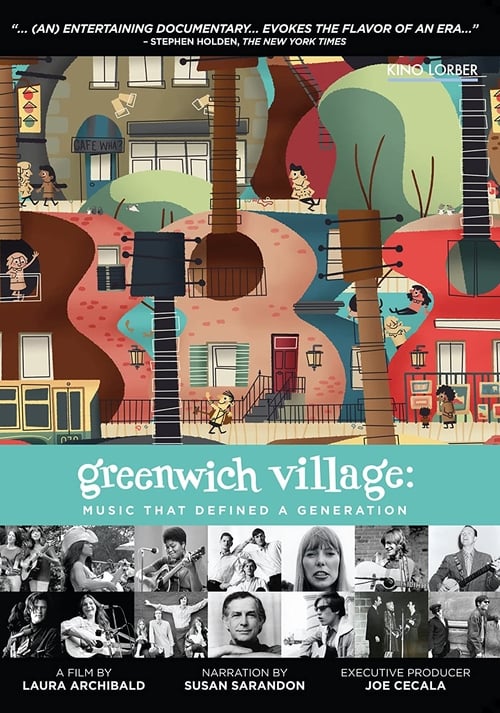 "... (AN) ENTERTAINING DOCUMENTARY... EVOKES THE FLAVOR OF AN ERA..."
– STEPHEN HOLDEN, THE NEW YORK TIMES
KINO LORBER
CAFE WHA?
greenwich village:
MUSIC THAT DEFINED A GENERATION
A FILM BY
LAURA ARCHIBALD
NARRATION BY
SUSAN SARANDON
EXECUTIVE PRODUCER
JOE CECALA